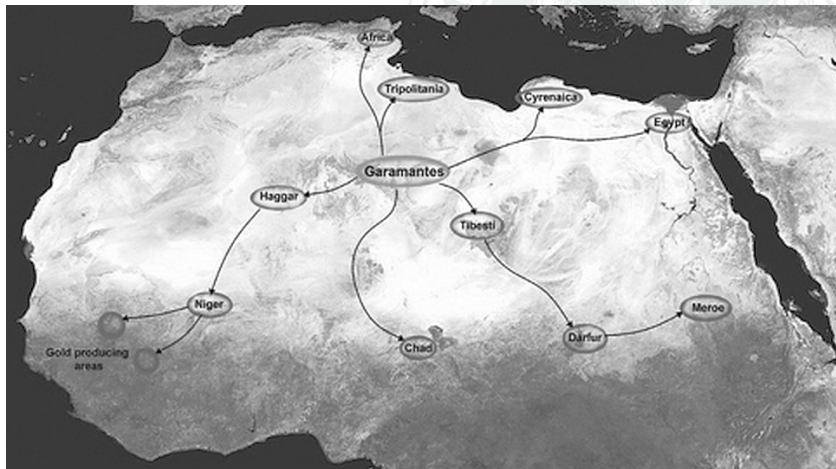 Africa
Tripolitania
Cyrenaica
Egypt
Garamantes
Haggar
Tibesti
Niger
Meroe
Darfur
Chad
Gold producing
areas